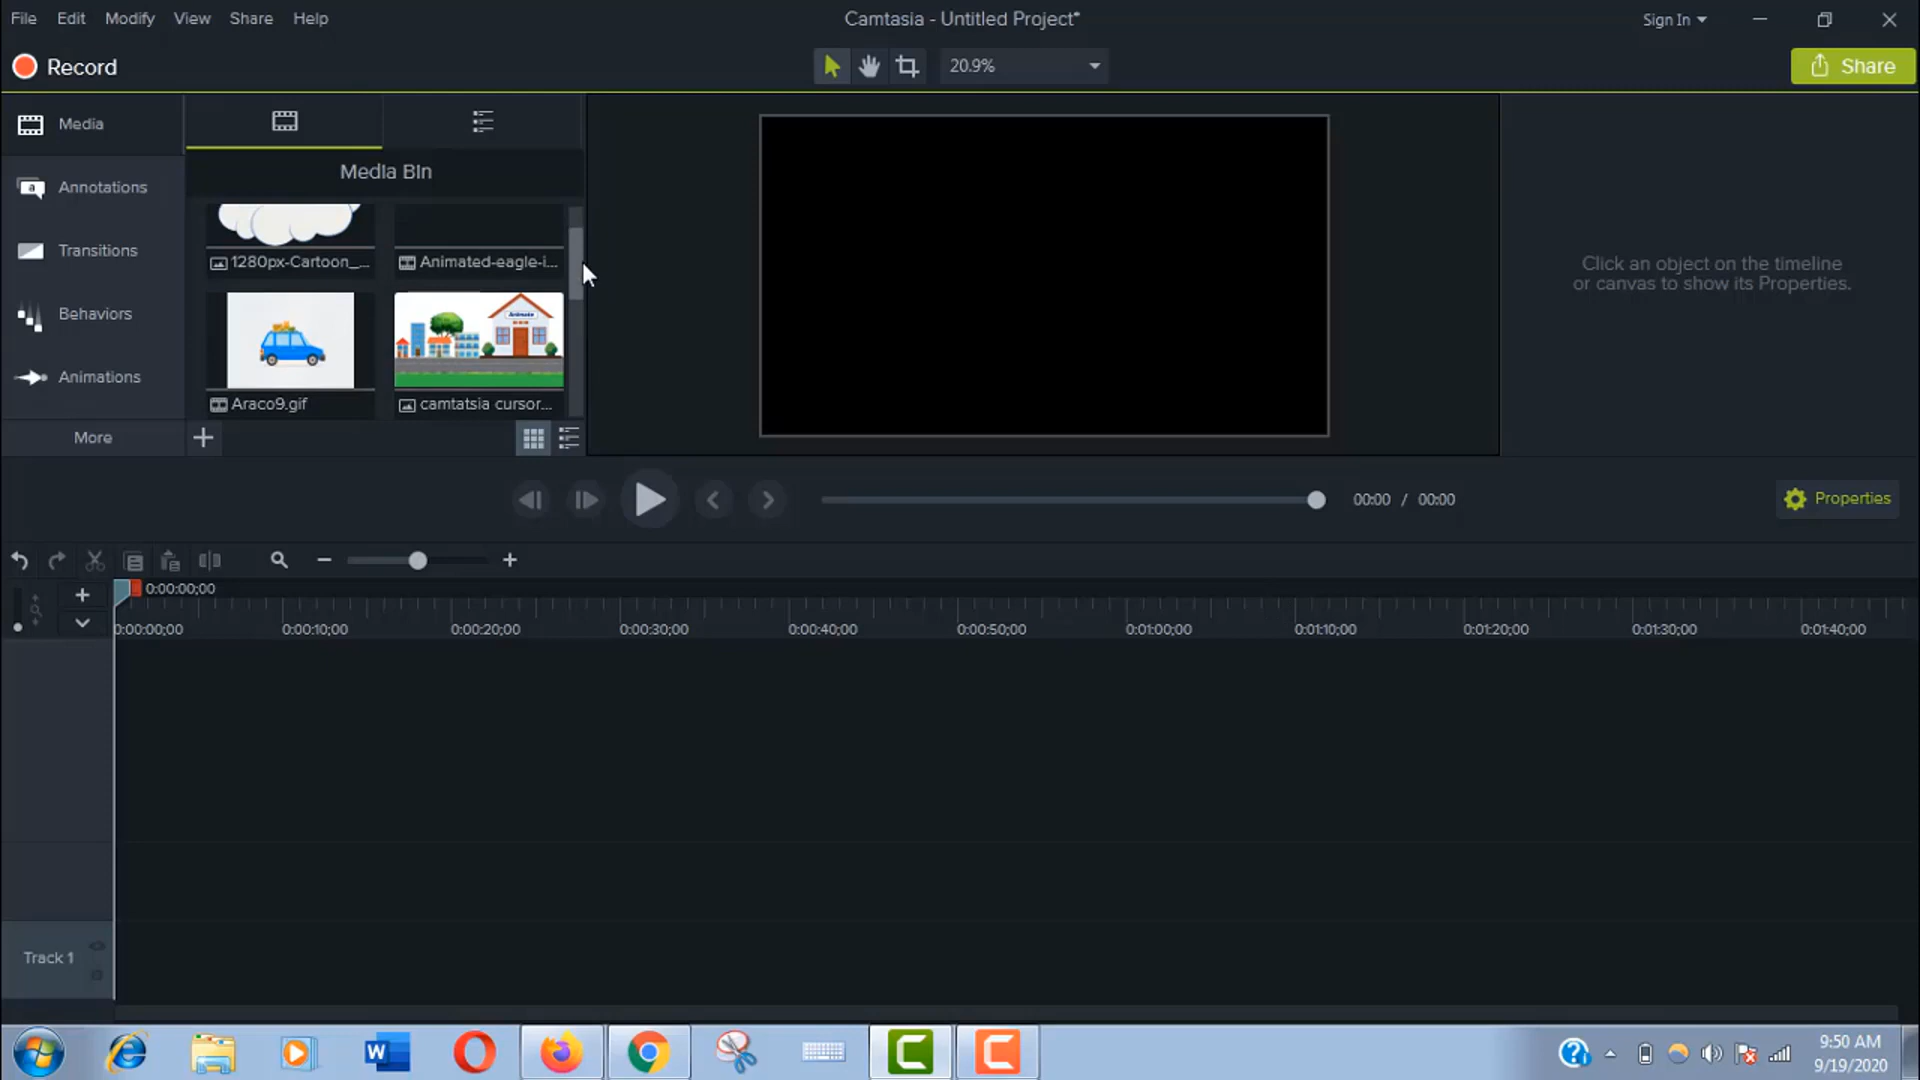 File Edit Modify View Share Help
Camtasia - Untitled Project*
Sign In
Record
20.9%
Share
Media
Annotations
Transitions
Behaviors
Animations
More
Media Bin
1280px-Cartoon_...
Animated-eagle-i...
Animate
Araco9.gif
camtatsia cursor...
Click an object on the timeline
or canvas to show its Properties.
00:00 / 00:00
Properties
0:00:00;00
0:00:00;00 0:00:10;00 0:00:20;00 0:00:30;00 0:00:40;00 0:00:50;00 0:01:00;00 0:01:10;00 0:01:20;00 0:01:30;00 0:01:40;00
Track 1
9:50 AM
9/19/2020